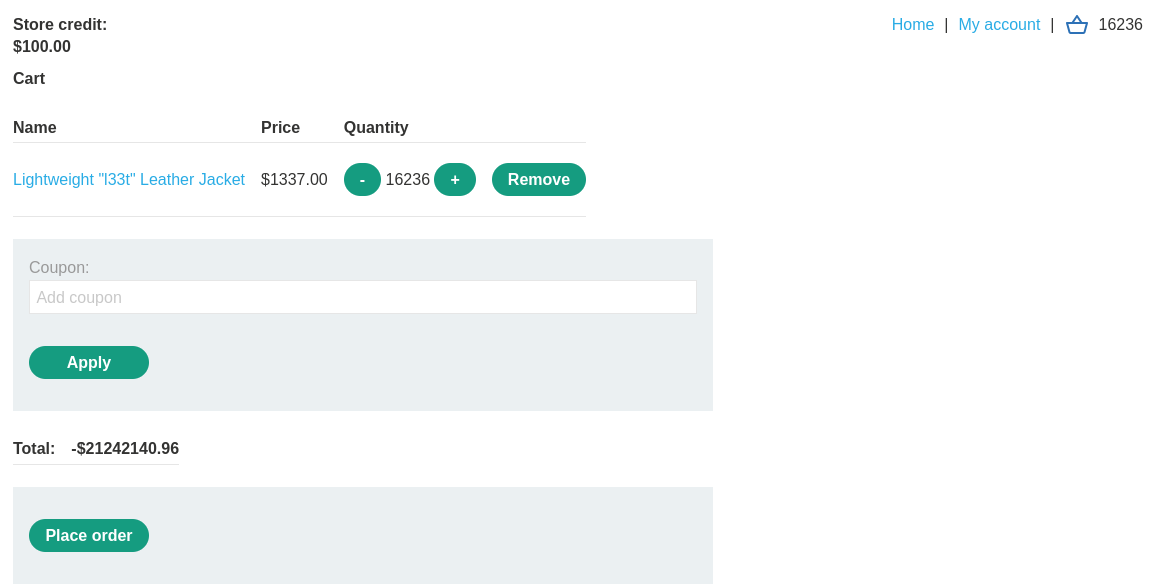 Store credit:
$100.00
Home | My account | 16236
Cart
Name Price Quantity
Lightweight "l33t" Leather Jacket $1337.00 - 16236 + Remove
Coupon:
Add coupon
Apply
Total: -$21242140.96
Place order